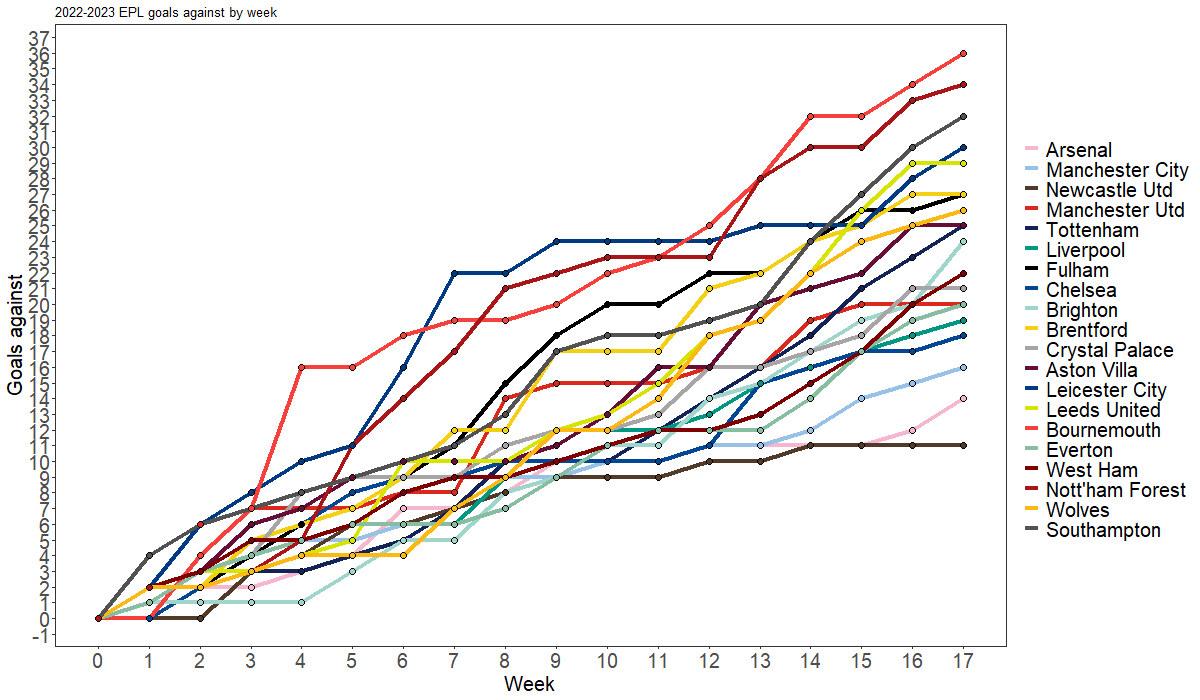 2022-2023 EPL goals against by week
37
36
35
34
33
32
31
30
29
28
27
26
25
24
23
22
21
20
19
18
17
16
15
14
13
12
11
10
9
8
7
6
5
4
3
2
1
0
-1
Goals against
0 1 2 3 4 5 6 7 8 9 10 11 12 13 14 15 16 17
Week
Arsenal
Manchester City
Newcastle Utd
Manchester Utd
Tottenham
Liverpool
Fulham
Chelsea
Brighton
Brentford
Crystal Palace
Aston Villa
Leicester City
Leeds United
Bournemouth
Everton
West Ham
Nott'ham Forest
Wolves
Southampton